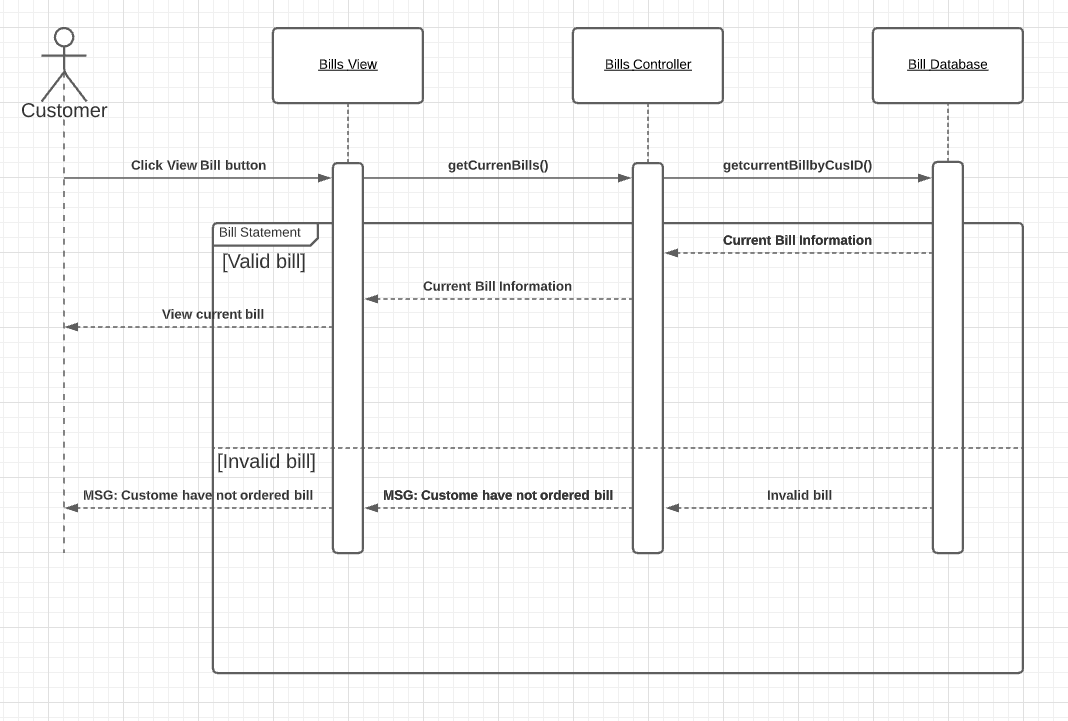 Customer
Bills View
Bills Controller
Bill Database
Click View Bill button
getCurrenBills()
getcurrentBillbyCusID()
Bill Statement
[Valid bill]
Current Bill Information
Current Bill Information
View current bill
[Invalid bill]
MSG: Custome have not ordered bill
MSG: Custome have not ordered bill
Invalid bill